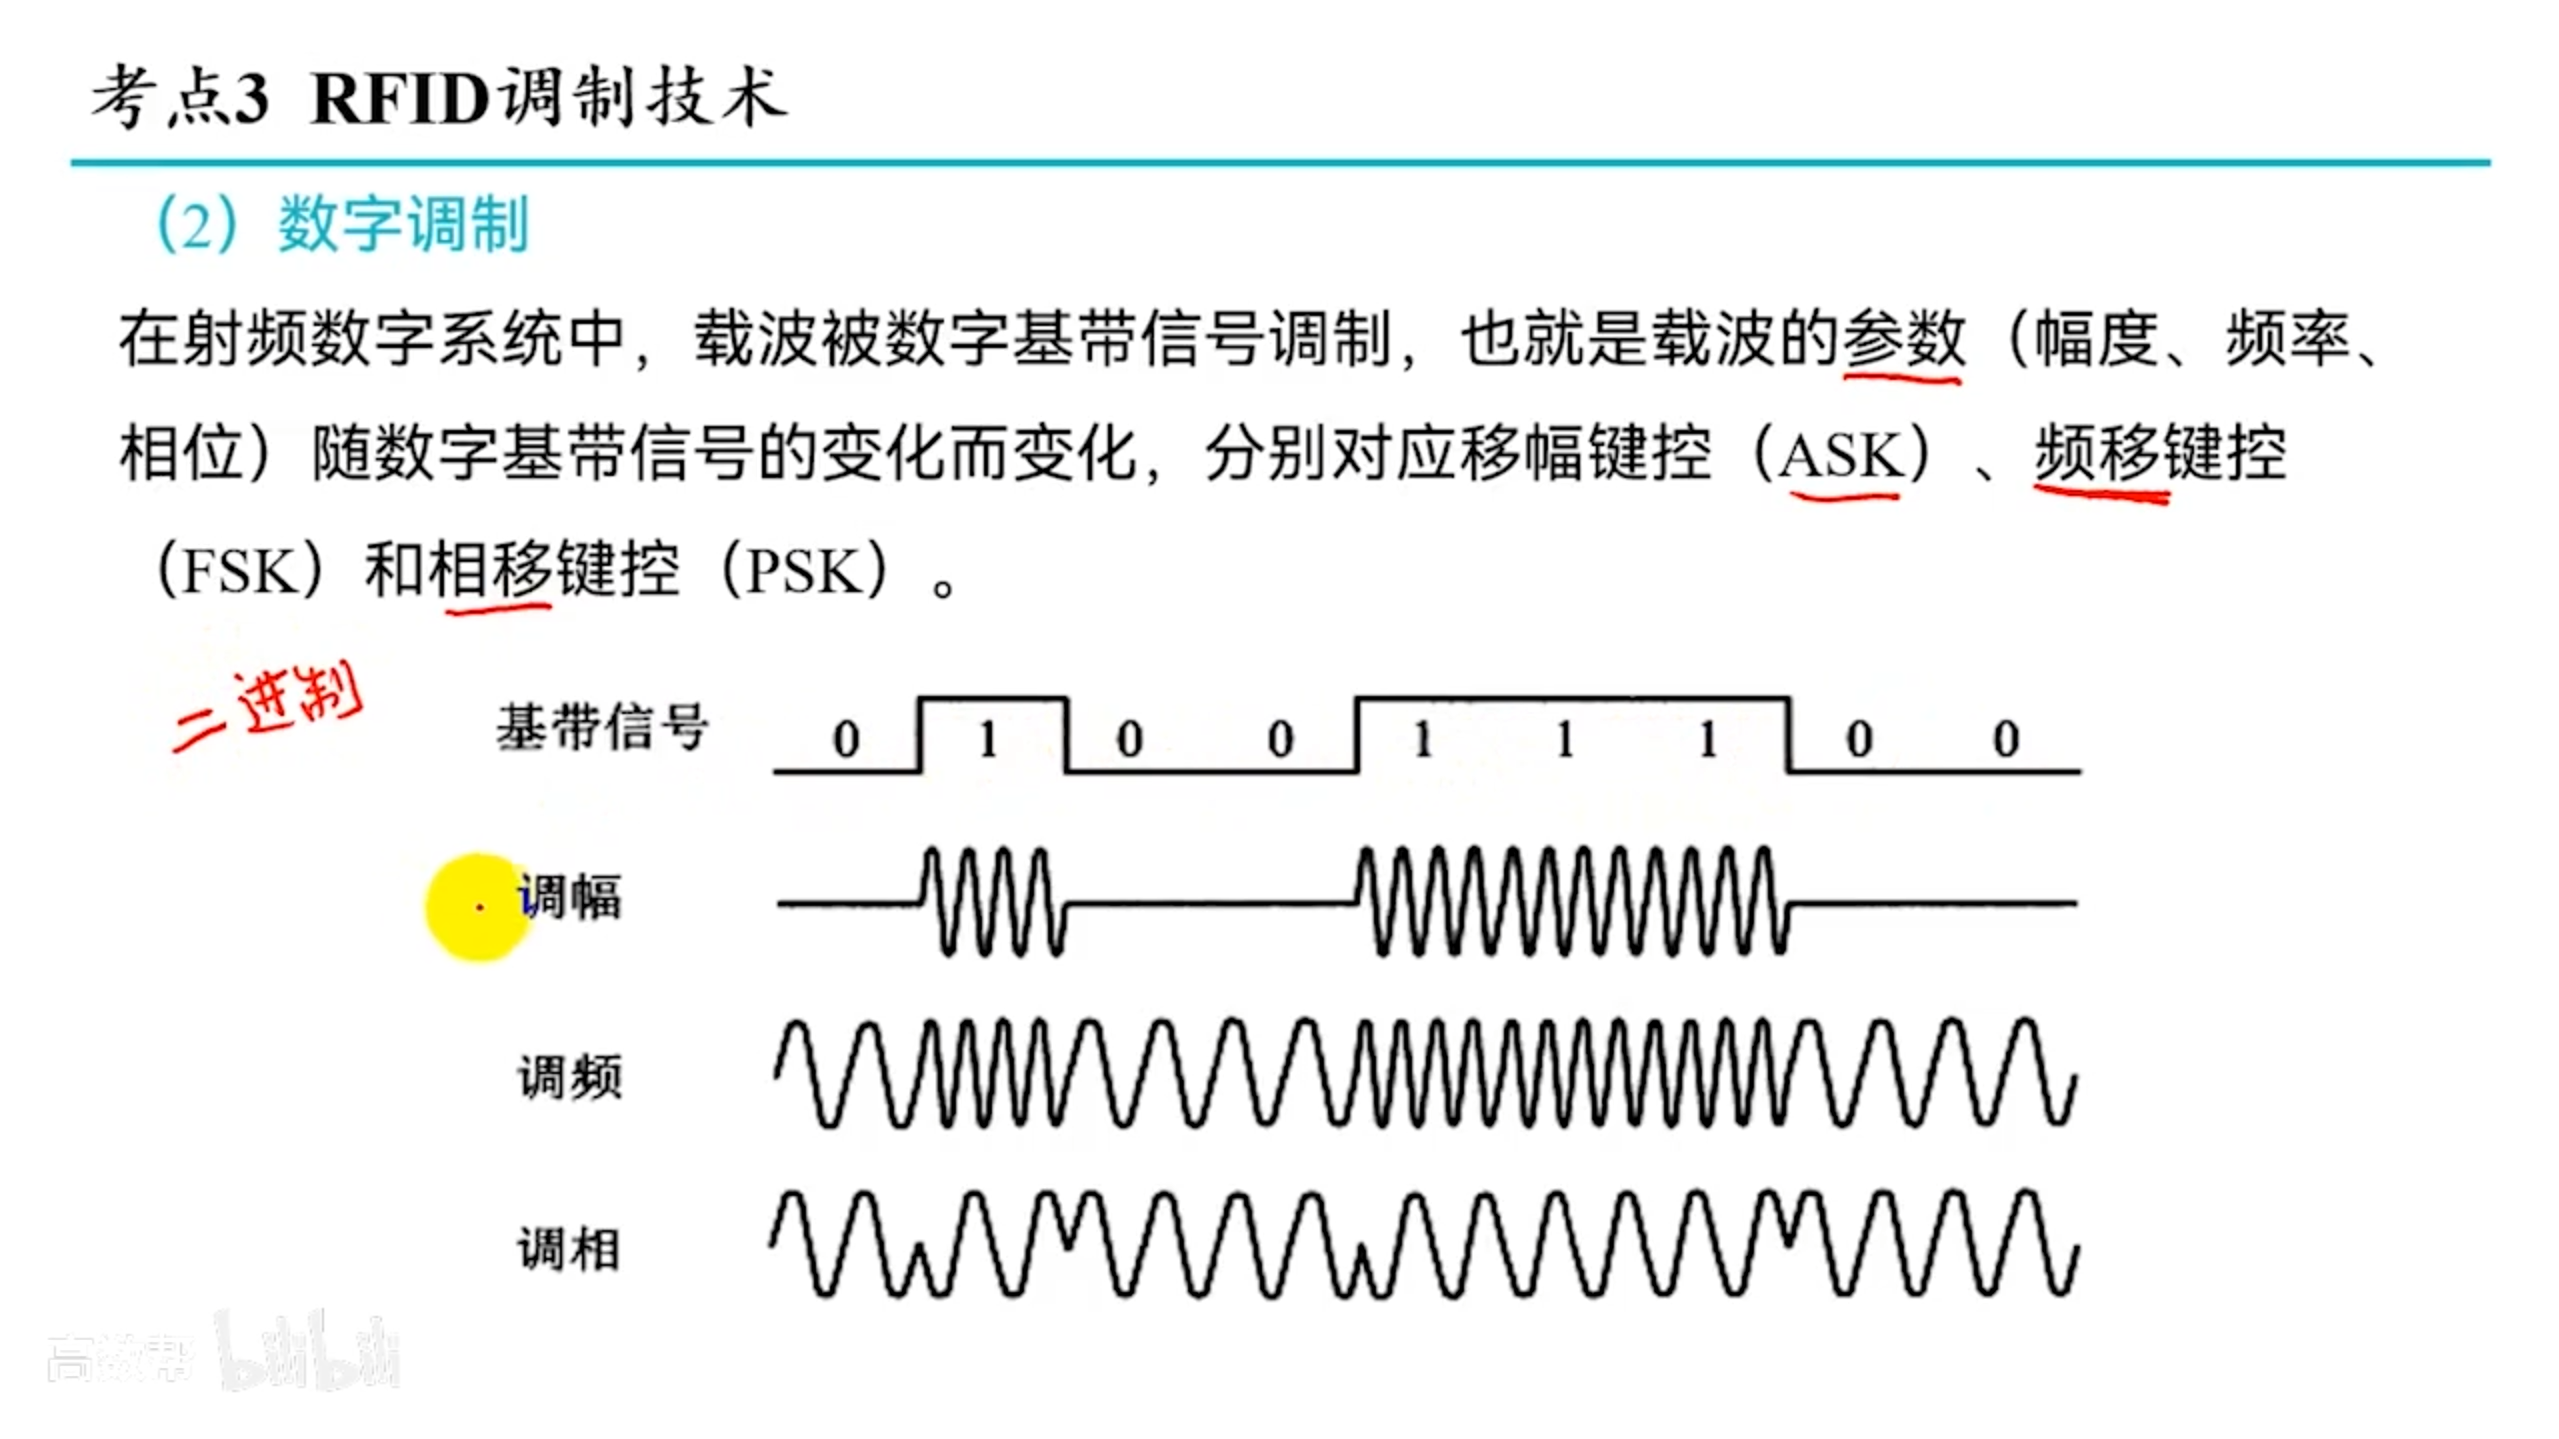 考点3 RFID调制技术
（2）数字调制
在射频数字系统中，载波被数字基带信号调制，也就是载波的参数（幅度、频率、
相位）随数字基带信号的变化而变化，分别对应移幅键控（ASK）、频移键控
（FSK）和相移键控（PSK）。
二进制
基带信号 0 1 0 0 1 1 1 0 0
调幅
调频
调相
高数帮 bilibili